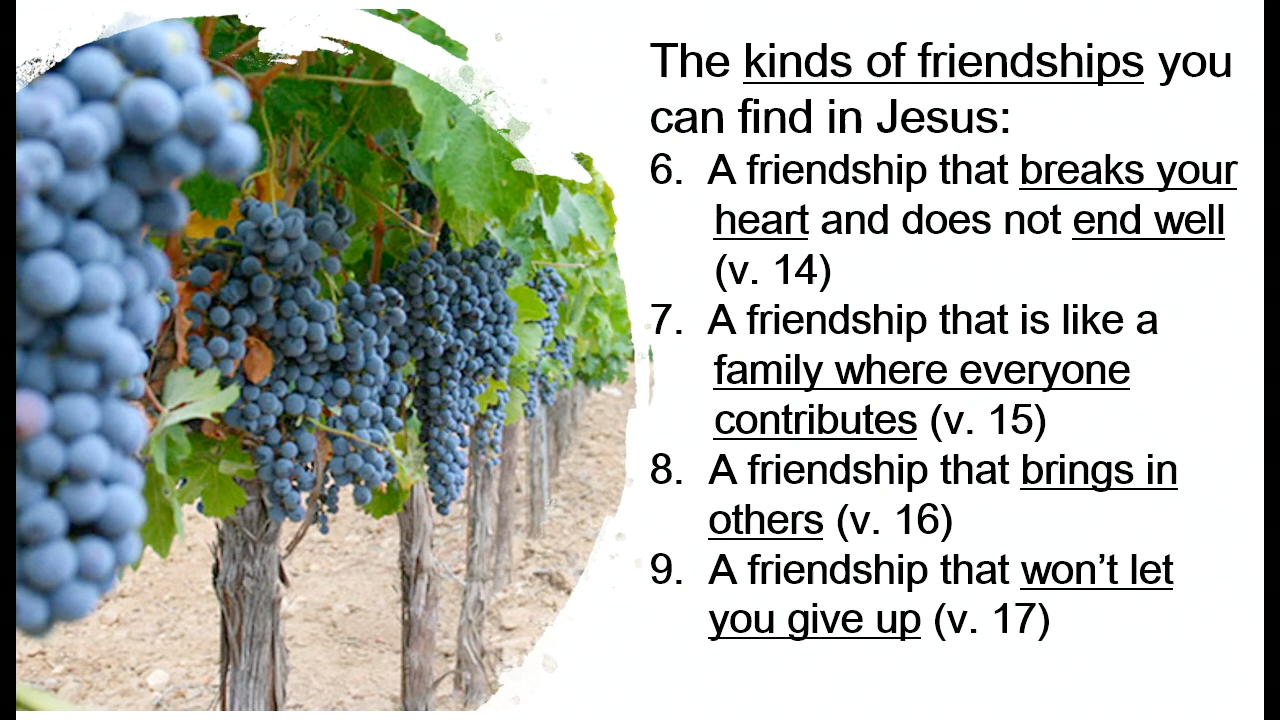 The kinds of friendships you
can find in Jesus:
6. A friendship that breaks your
heart and does not end well
(v. 14)
7. A friendship that is like a
family where everyone
contributes (v. 15)
8. A friendship that brings in
others (v. 16)
9. A friendship that won’t let
you give up (v. 17)